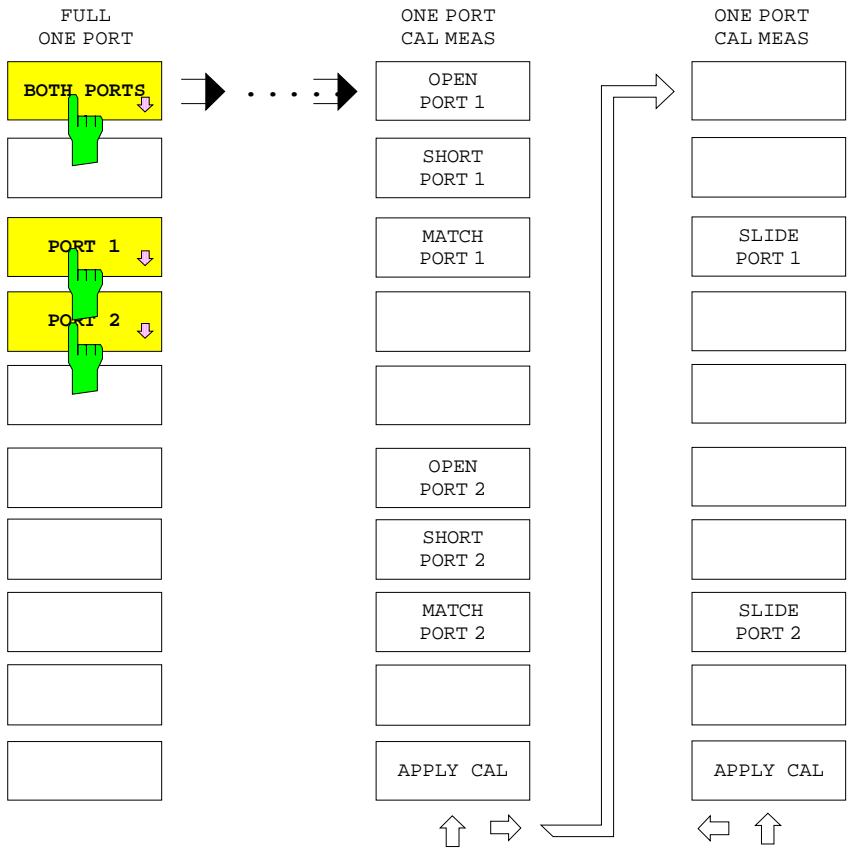 FULL
ONE PORT
BOTH PORTS
PORT 1
PORT 2
ONE PORT
CAL MEAS
OPEN
PORT 1
SHORT
PORT 1
MATCH
PORT 1
OPEN
PORT 2
SHORT
PORT 2
MATCH
PORT 2
APPLY CAL
ONE PORT
CAL MEAS
SLIDE
PORT 1
SLIDE
PORT 2
APPLY CAL